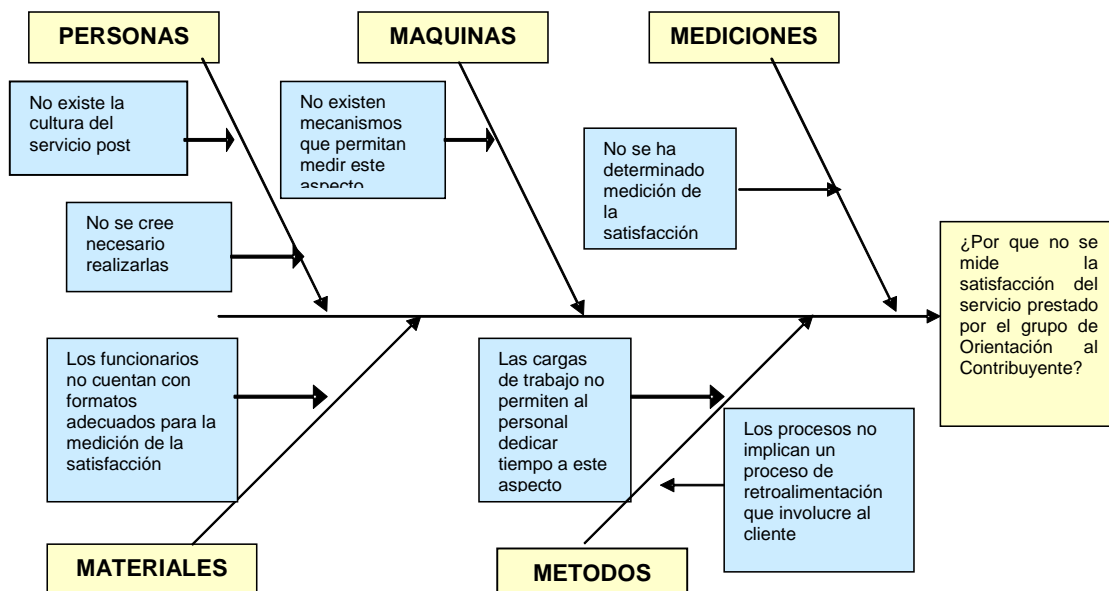 PERSONAS
MAQUINAS
MEDICIONES
No existe la
cultura del
servicio post
No existen
mecanismos
que permitan
medir este
aspecto
No se ha
determinado
medición de
la
satisfacción
No se cree
necesario
realizarlas
¿Por que no se
mide la
satisfacción del
servicio prestado
por el grupo de
Orientación al
Contribuyente?
Los funcionarios
no cuentan con
formatos
adecuados para la
medición de la
satisfacción
Las cargas
de trabajo no
permiten al
personal
dedicar
tiempo a este
aspecto
Los procesos no
implican un
proceso de
retroalimentación
que involucre al
cliente
MATERIALES
METODOS